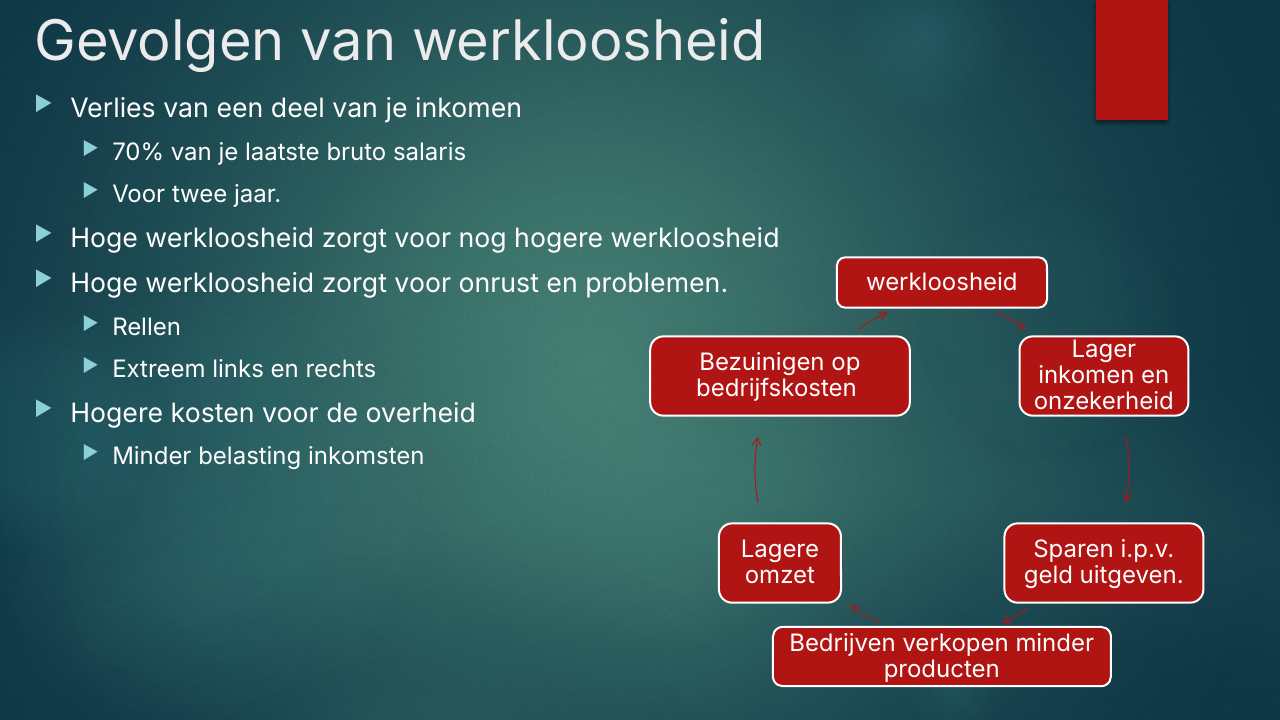 Gevolgen van werkloosheid
Verlies van een deel van je inkomen
70% van je laatste bruto salaris
Voor twee jaar.
Hoge werkloosheid zorgt voor nog hogere werkloosheid
Hoge werkloosheid zorgt voor onrust en problemen.
Rellen
Extreem links en rechts
Hogere kosten voor de overheid
Minder belasting inkomsten
werkloosheid
Lager
inkomen en
onzekerheid
Sparen i.p.v.
geld uitgeven.
Bedrijven verkopen minder
producten
Lagere
omzet
Bezuinigen op
bedrijfskosten